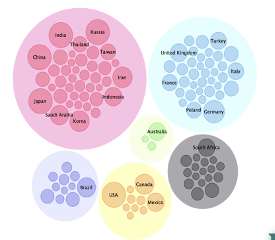 Russia
India
Thailand
Taiwan
China
Iran
Japan
Indonesia
Saudi Arabia
Korea
Turkey
United Kingdom
Italy
France
Poland
Germany
Australia
South Africa
Brazil
USA
Canada
Mexico